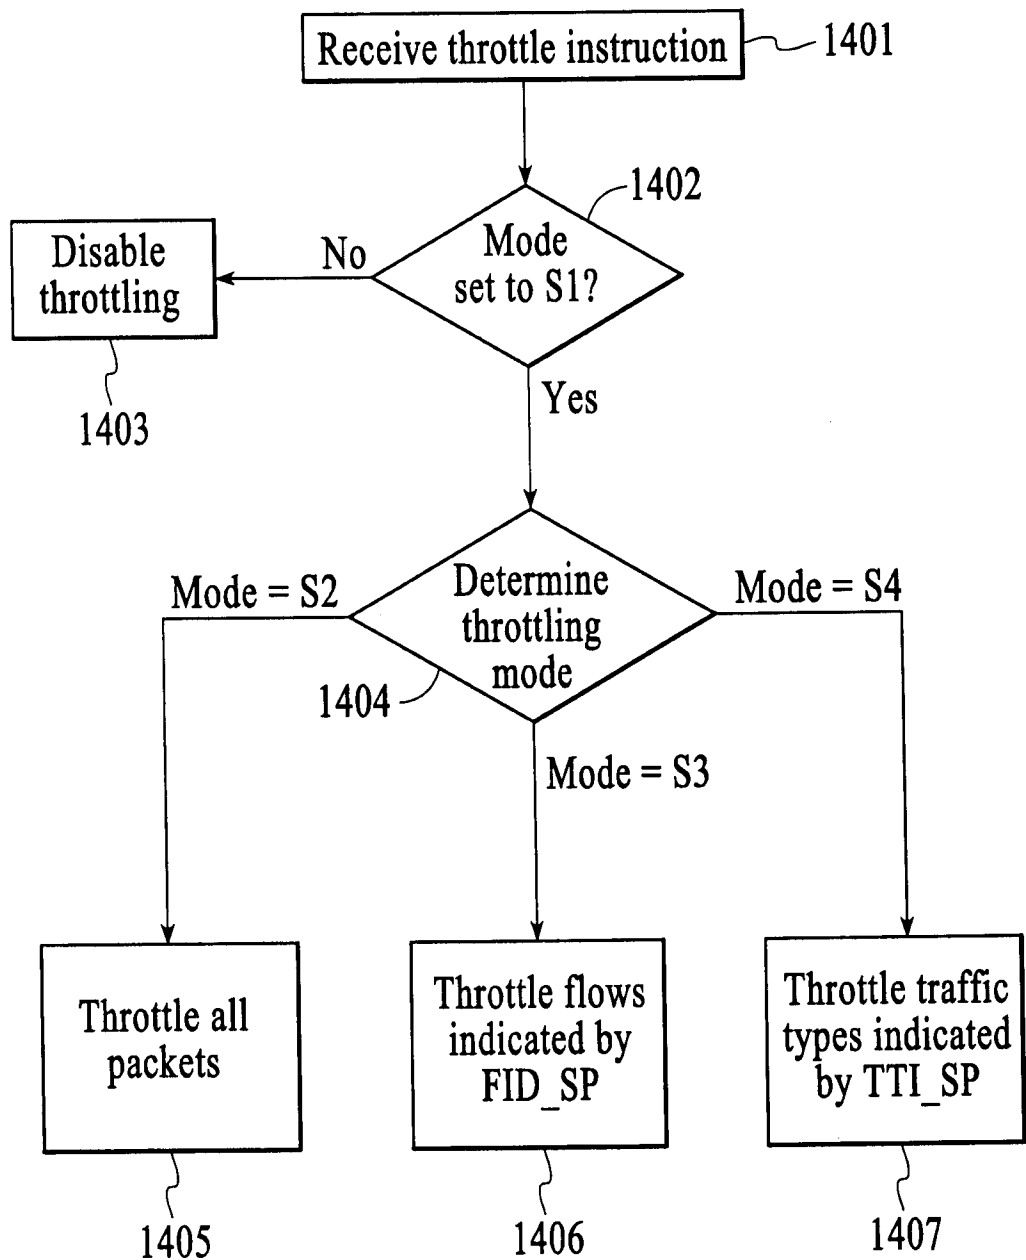 Receive throttle instruction
1401
1402
Mode
set to S1?
No
Disable
throttling
1403
Yes
Mode = S2
Determine
throttling
mode
Mode = S4
1404
Mode = S3
Throttle all
packets
Throttle flows
indicated by
FID_SP
Throttle traffic
types indicated
by TTI_SP
1405
1406
1407